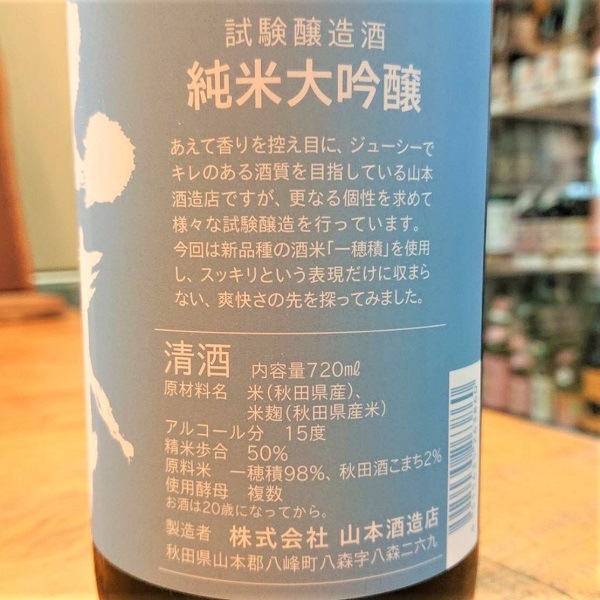 試験醸造酒
純米大吟醸
あえて香りを控え目に、ジューシーで
キレのある酒質を目指している山本
酒造店ですが、更なる個性を求めて
様々な試験醸造を行っています。
今回は新品種の酒米「一穂積」を使用
し、スッキリという表現だけに収まら
ない、爽快さの先を探ってみました。
清酒 内容量720㎖
原材料名 米(秋田県産)、
米麹(秋田県産米)
アルコール分 15度
精米歩合 50%
原料米 一穂積98%、秋田酒こまち2%
使用酵母 複数
お酒は20歳になってから。
製造者 株式会社 山本酒造店
秋田県山本郡八峰町八森字八森二六九